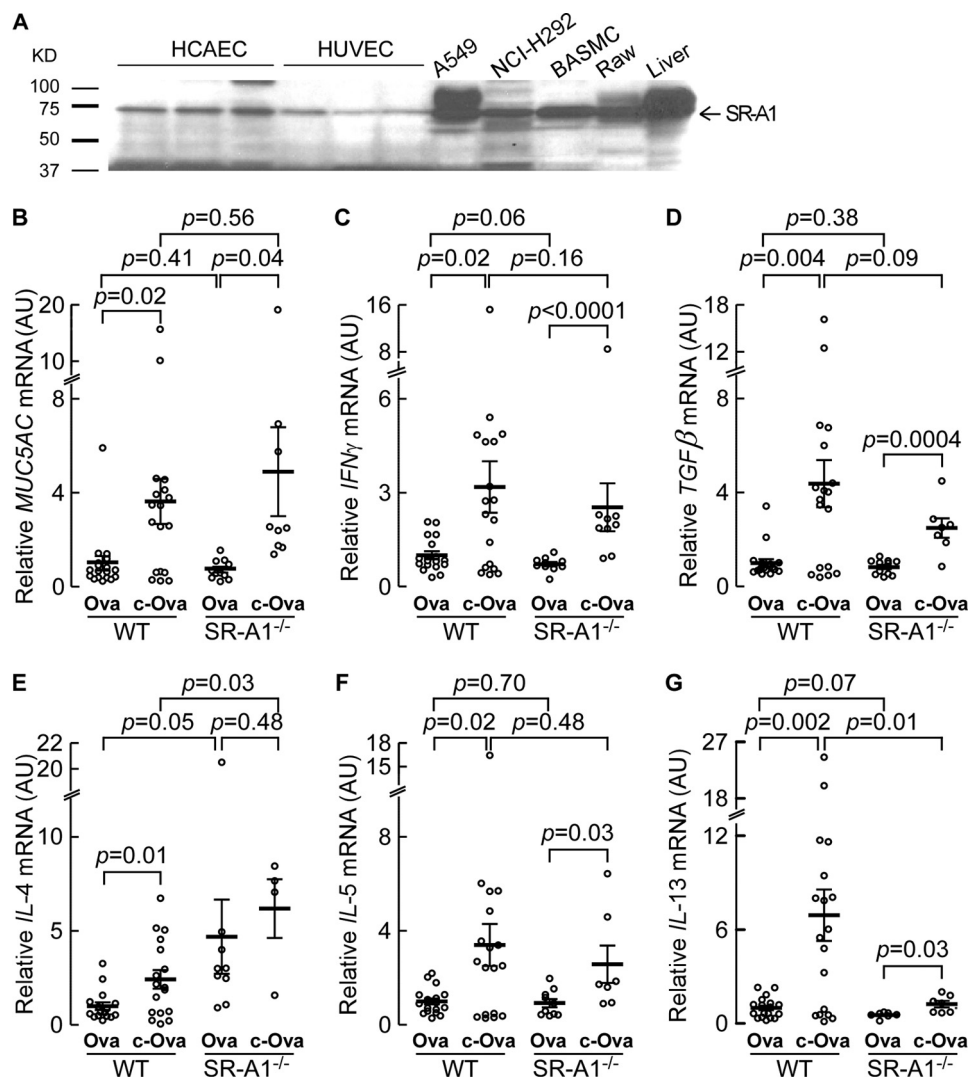 A
KD
HCAEC HUVEC A549 NCI-H292 BASMC Raw Liver
100
75
50
37
← SR-A1
B
p=0.56
p=0.41 p=0.04
p=0.02
Relative MUC5AC mRNA (AU)
20
15
10
8
4
0
Ova c-Ova Ova c-Ova
WT SR-A1-/-
C
p=0.06
p=0.02 p=0.16
p<0.0001
Relative IFNγ mRNA (AU)
16
8
6
4
2
0
Ova c-Ova Ova c-Ova
WT SR-A1-/-
D
p=0.38
p=0.004 p=0.09
p=0.0004
Relative TGFβ mRNA (AU)
18
12
8
4
0
Ova c-Ova Ova c-Ova
WT SR-A1-/-
E
p=0.03
p=0.05 p=0.48
p=0.01
Relative IL-4 mRNA (AU)
22
20
10
5
0
Ova c-Ova Ova c-Ova
WT SR-A1-/-
F
p=0.70
p=0.02 p=0.48
p=0.03
Relative IL-5 mRNA (AU)
18
15
8
4
0
Ova c-Ova Ova c-Ova
WT SR-A1-/-
G
p=0.07
p=0.002 p=0.01
p=0.03
Relative IL-13 mRNA (AU)
27
18
12
6
0
Ova c-Ova Ova c-Ova
WT SR-A1-/-